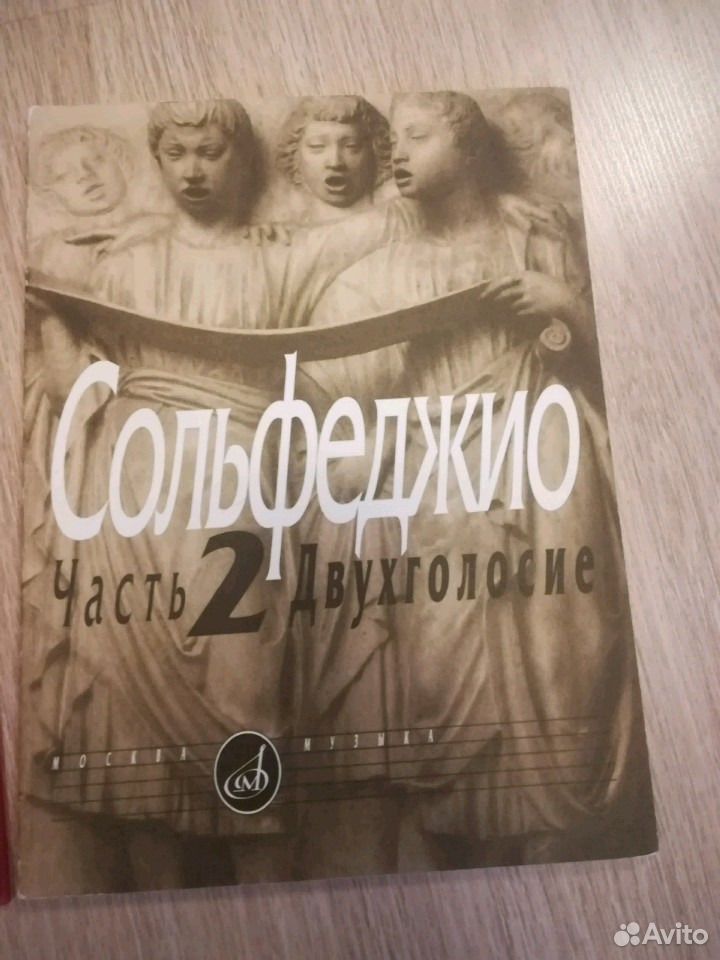 Сольфеджио
Часть 2 Двухголосие
МОСКВА МУЗЫКА
Avito